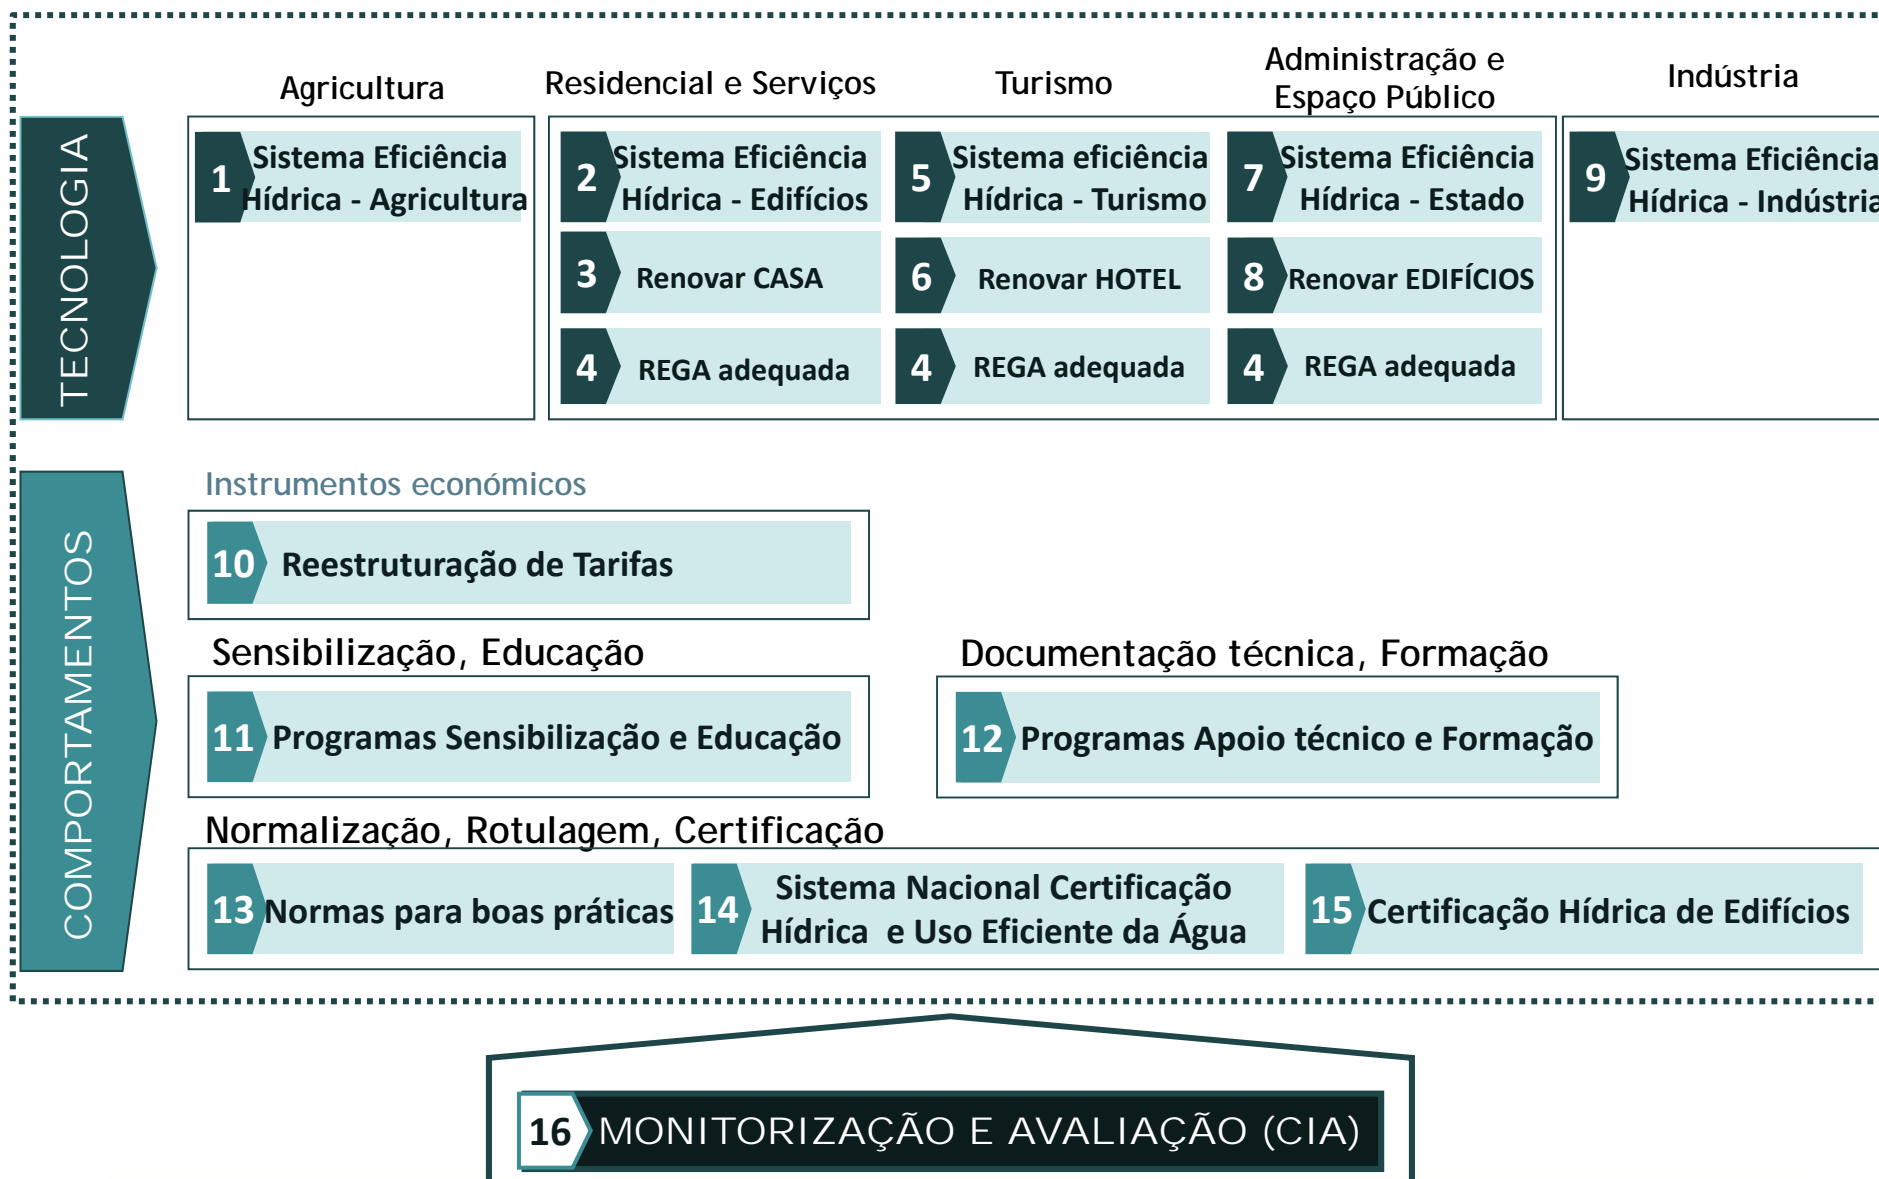 Agricultura
Residencial e Serviços
Turismo
Administração e
Espaço Público
Indústria
TECNOLOGIA
1 Sistema Eficiência
Hídrica - Agricultura
2 Sistema Eficiência
Hídrica - Edifícios
3 Renovar CASA
4 REGA adequada
5 Sistema eficiência
Hídrica - Turismo
6 Renovar HOTEL
4 REGA adequada
7 Sistema Eficiência
Hídrica - Estado
8 Renovar EDIFÍCIOS
4 REGA adequada
9 Sistema Eficiência
Hídrica - Indústria
COMPORTAMENTOS
Instrumentos económicos
10 Reestruturação de Tarifas
Sensibilização, Educação
11 Programas Sensibilização e Educação
Documentação técnica, Formação
12 Programas Apoio técnico e Formação
Normalização, Rotulagem, Certificação
13 Normas para boas práticas
14 Sistema Nacional Certificação
Hídrica e Uso Eficiente da Água
15 Certificação Hídrica de Edifícios
16 MONITORIZAÇÃO E AVALIAÇÃO (CIA)